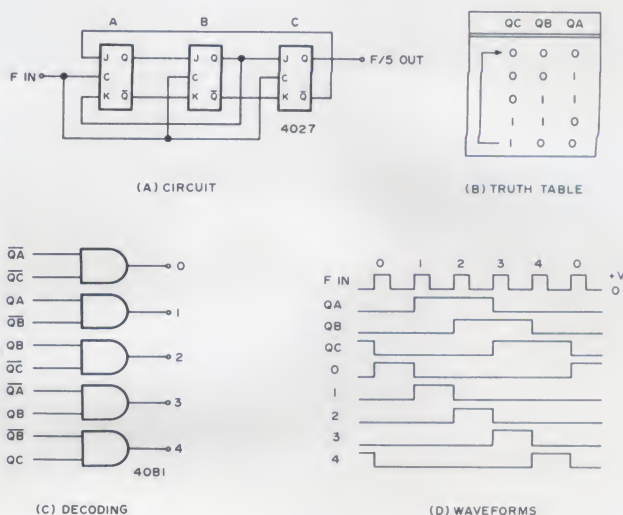 A B C
J Q J Q J Q
F IN C C C F/5 OUT
K Q̅ K Q̅ K Q̅
4027
(A) CIRCUIT
QC QB QA
0 0 0
0 0 1
0 1 1
1 1 0
1 0 0
(B) TRUTH TABLE
Q̅A̅
Q̅C̅
0
QA
Q̅B̅
1
QB
Q̅C̅
2
Q̅A̅
QB
3
Q̅B̅
QC
4
4081
(C) DECODING
0 1 2 3 4 0
F IN +V
0
QA
QB
QC
0
1
2
3
4
(D) WAVEFORMS